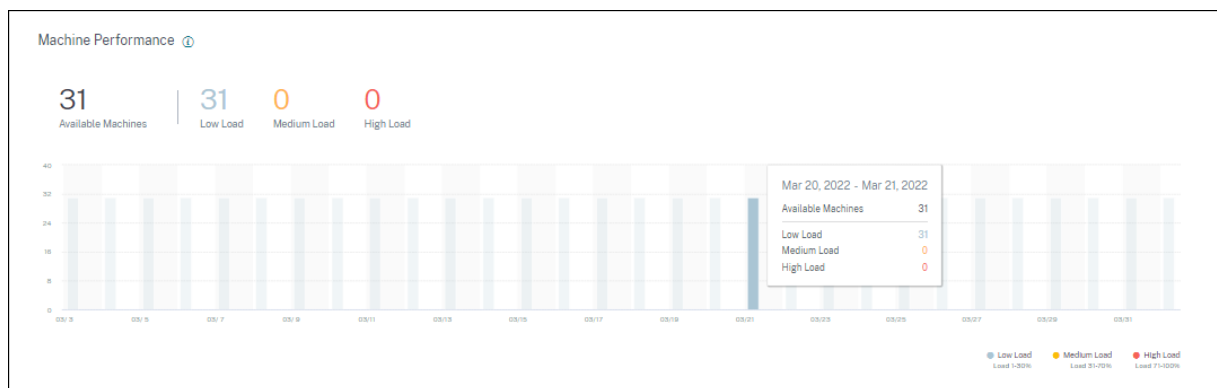 Machine Performance
31
31
0
0
Available Machines
Low Load
Medium Load
High Load
40
32
24
16
8
0
Mar 20, 2022 - Mar 21, 2022
Available Machines 31
Low Load 31
Medium Load 0
High Load 0
03/3 03/5 03/7 03/9 03/11 03/13 03/15 03/17 03/19 03/21 03/23 03/25 03/27 03/29 03/31
Low Load Medium Load High Load
Load 1-30% Load 31-70% Load 71-100%